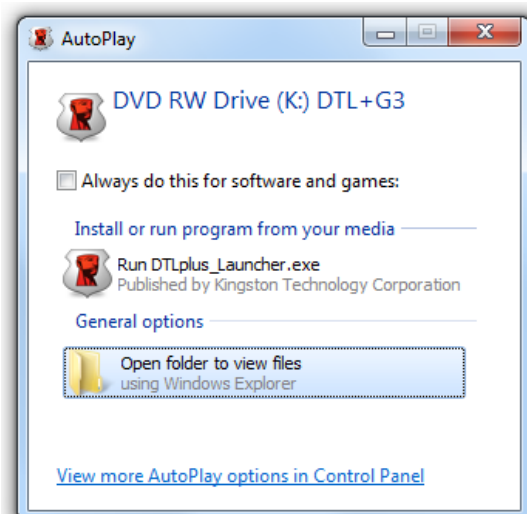 AutoPlay
DVD RW Drive (K:) DTL+G3
Always do this for software and games:
Install or run program from your media
Run DTLplus_Launcher.exe
Published by Kingston Technology Corporation
General options
Open folder to view files
using Windows Explorer
View more AutoPlay options in Control Panel